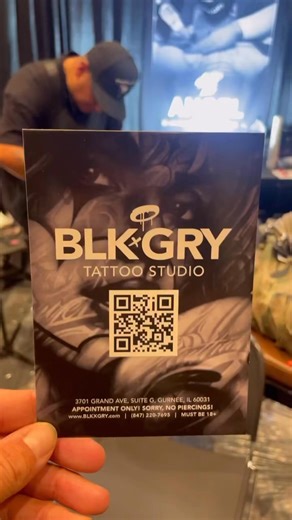 BLK×GRY
TATTOO STUDIO
3701 GRAND AVE, SUITE G, GURNEE, IL 60031
APPOINTMENT ONLY! SORRY, NO PIERCINGS!
www.BLKXGRY.com | (847) 220-7695 | MUST BE 18+